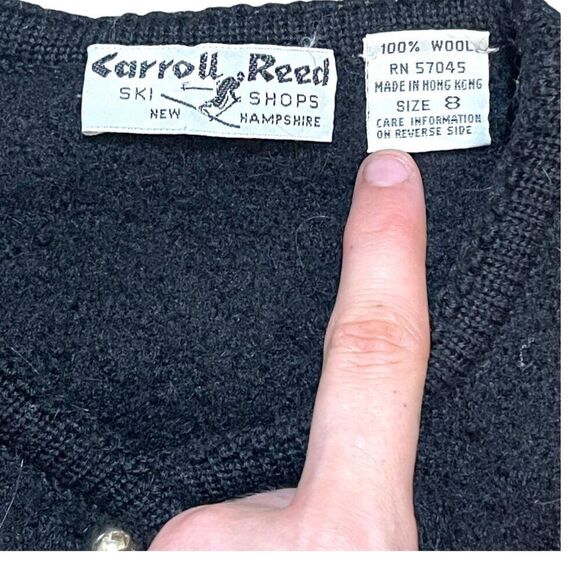 Carroll Reed
SKI SHOPS
NEW HAMPSHIRE
100% WOOL
RN 57045
MADE IN HONG KONG
SIZE 8
CARE INFORMATION
ON REVERSE SIDE